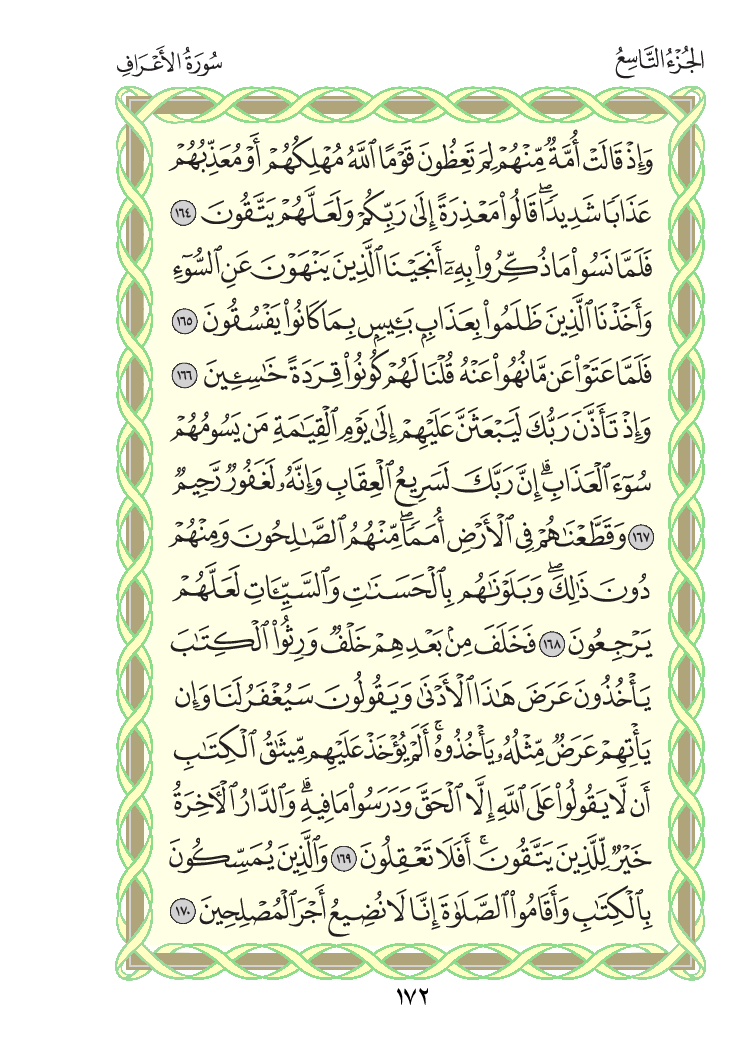 الجُزْءُ التَّاسِعُ
سُورَةُ الأَعْرَافِ
وَإِذْ قَالَتْ أُمَّةٌ مِّنْهُمْ لِمَ تَعِظُونَ قَوْمًا ٱللَّهُ مُهْلِكُهُمْ أَوْ مُعَذِّبُهُمْ
عَذَابًا شَدِيدًاۖ قَالُوا۟ مَعْذِرَةً إِلَىٰ رَبِّكُمْ وَلَعَلَّهُمْ يَتَّقُونَ ١٦٤
فَلَمَّا نَسُوا۟ مَا ذُكِّرُوا۟ بِهِۦٓ أَنجَيْنَا ٱلَّذِينَ يَنْهَوْنَ عَنِ ٱلسُّوٓءِ
وَأَخَذْنَا ٱلَّذِينَ ظَلَمُوا۟ بِعَذَابٍۭ بَـِٔيسٍۭ بِمَا كَانُوا۟ يَفْسُقُونَ ١٦٥
فَلَمَّا عَتَوْا۟ عَن مَّا نُهُوا۟ عَنْهُ قُلْنَا لَهُمْ كُونُوا۟ قِرَدَةً خَـٰسِـِٔينَ ١٦٦
وَإِذْ تَأَذَّنَ رَبُّكَ لَيَبْعَثَنَّ عَلَيْهِمْ إِلَىٰ يَوْمِ ٱلْقِيَـٰمَةِ مَن يَسُومُهُمْ
سُوٓءَ ٱلْعَذَابِۗ إِنَّ رَبَّكَ لَسَرِيعُ ٱلْعِقَابِ وَإِنَّهُۥ لَغَفُورٌ رَّحِيمٌ
١٦٧ وَقَطَّعْنَـٰهُمْ فِى ٱلْأَرْضِ أُمَمًاۖ مِّنْهُمُ ٱلصَّـٰلِحُونَ وَمِنْهُمْ
دُونَ ذَٰلِكَۖ وَبَلَوْنَـٰهُم بِٱلْحَسَنَـٰتِ وَٱلسَّيِّـَٔاتِ لَعَلَّهُمْ
يَرْجِعُونَ ١٦٨ فَخَلَفَ مِنۢ بَعْدِهِمْ خَلْفٌ وَرِثُوا۟ ٱلْكِتَـٰبَ
يَأْخُذُونَ عَرَضَ هَـٰذَا ٱلْأَدْنَىٰ وَيَقُولُونَ سَيُغْفَرُ لَنَا وَإِن
يَأْتِهِمْ عَرَضٌ مِّثْلُهُۥ يَأْخُذُوهُۚ أَلَمْ يُؤْخَذْ عَلَيْهِم مِّيثَـٰقُ ٱلْكِتَـٰبِ
أَن لَّا يَقُولُوا۟ عَلَى ٱللَّهِ إِلَّا ٱلْحَقَّ وَدَرَسُوا۟ مَا فِيهِۗ وَٱلدَّارُ ٱلْـَٔاخِرَةُ
خَيْرٌ لِّلَّذِينَ يَتَّقُونَۚ أَفَلَا تَعْقِلُونَ ١٦٩ وَٱلَّذِينَ يُمَسِّكُونَ
بِٱلْكِتَـٰبِ وَأَقَامُوا۟ ٱلصَّلَوٰةَ إِنَّا لَا نُضِيعُ أَجْرَ ٱلْمُصْلِحِينَ ١٧٠
١٧٢